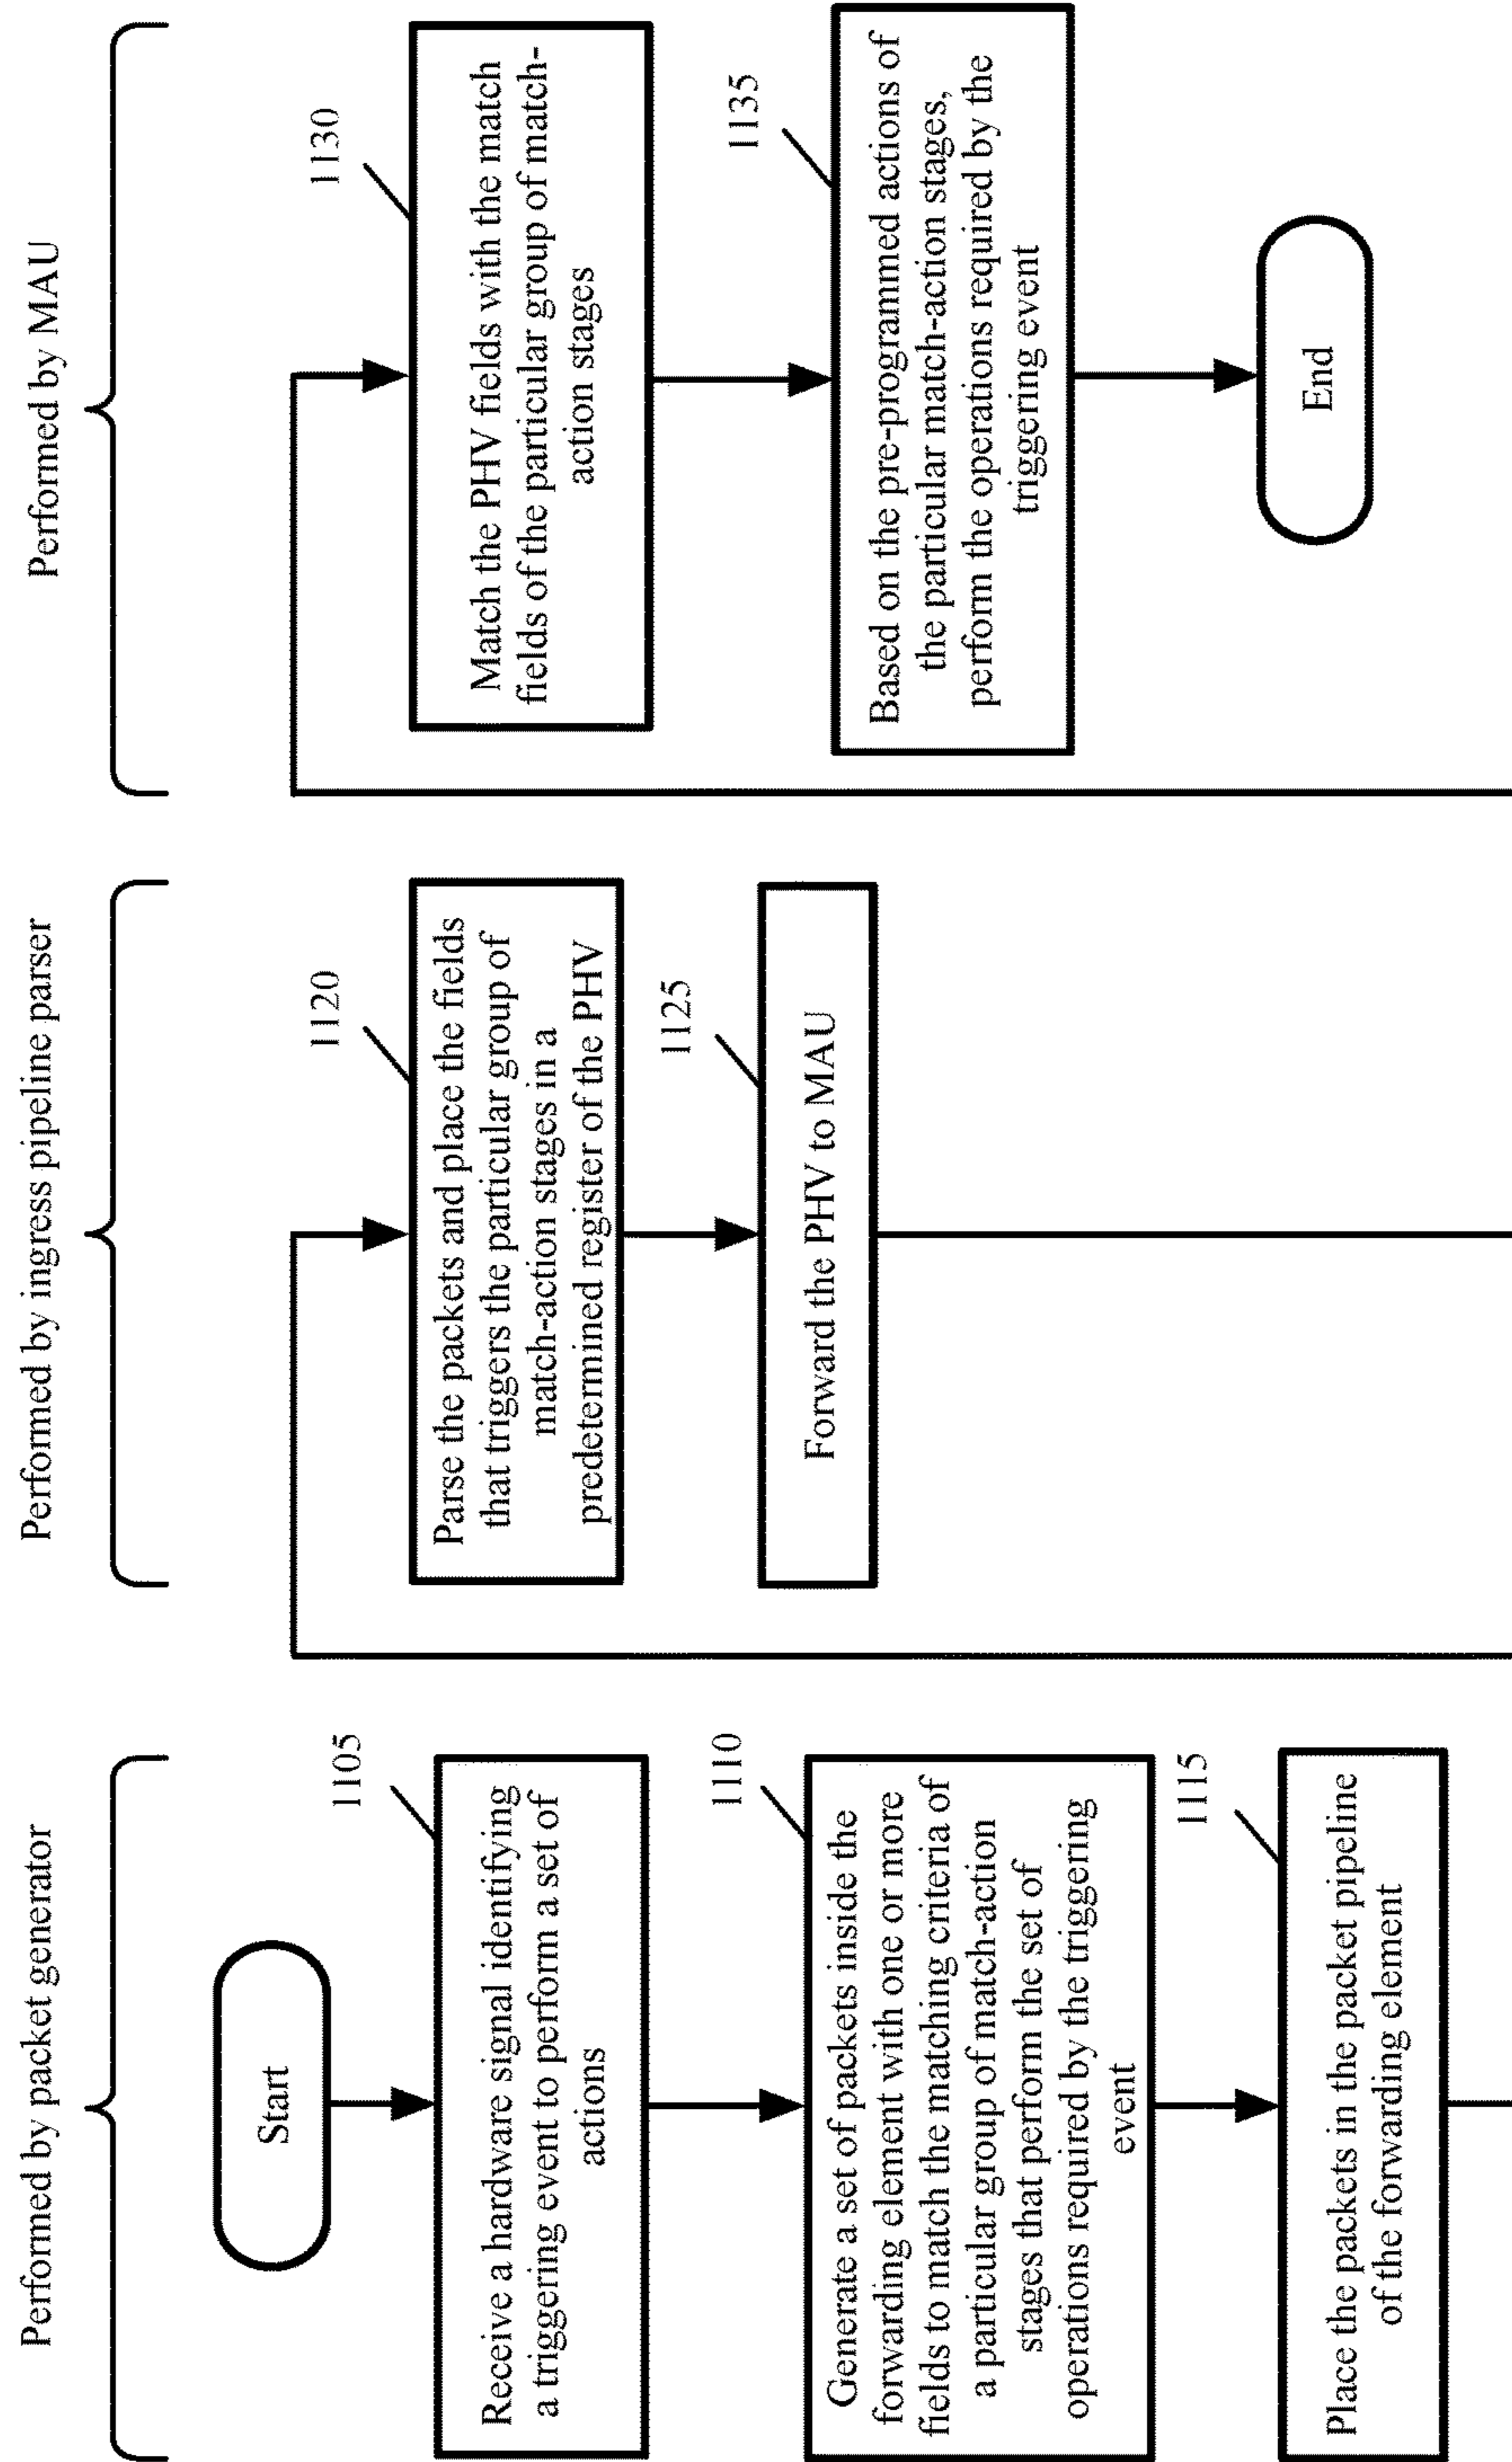 Performed by packet generator
Start
1105
Receive a hardware signal identifying
a triggering event to perform a set of
actions
1110
Generate a set of packets inside the
forwarding element with one or more
fields to match the matching criteria of
a particular group of match-action
stages that perform the set of
operations required by the triggering
event
1115
Place the packets in the packet pipeline
of the forwarding element
Performed by ingress pipeline parser
1120
Parse the packets and place the fields
that triggers the particular group of
match-action stages in a
predetermined register of the PHV
1125
Forward the PHV to MAU
Performed by MAU
1130
Match the PHV fields with the match
fields of the particular group of match-
action stages
1135
Based on the pre-programmed actions of
the particular match-action stages,
perform the operations required by the
triggering event
End